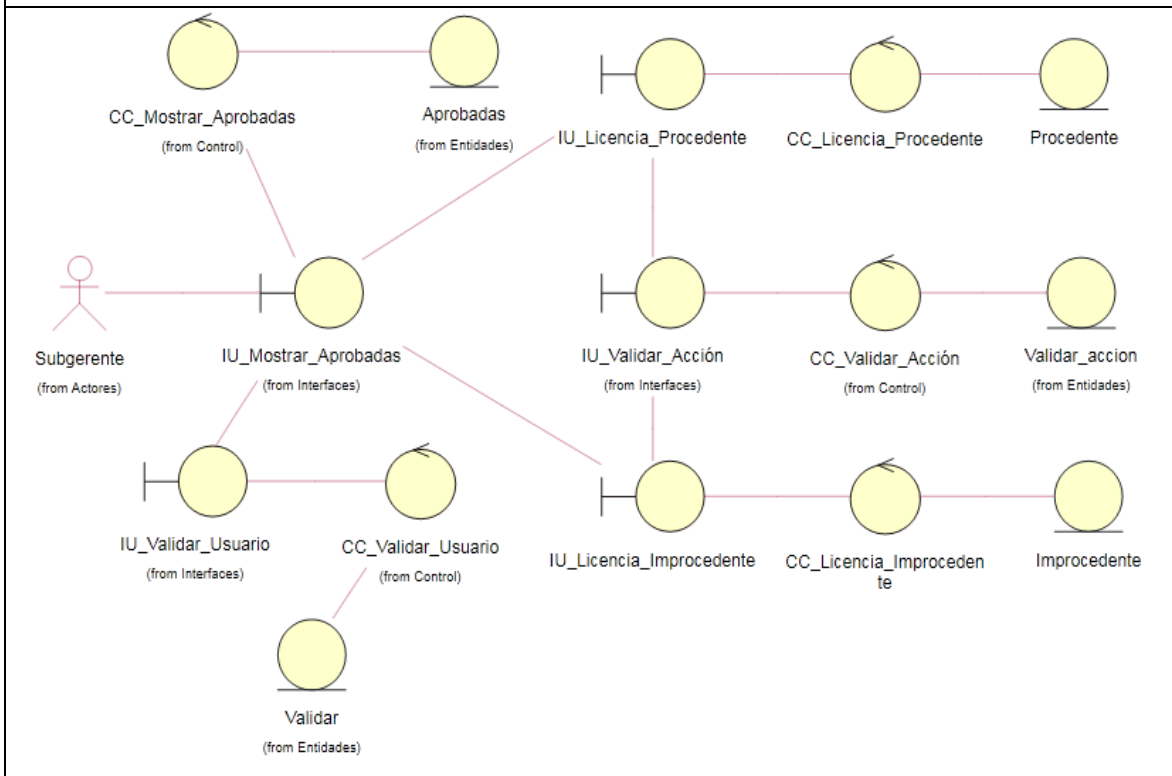 CC_Mostrar_Aprobadas
(from Control)
Aprobadas
(from Entidades)
IU_Licencia_Procedente
CC_Licencia_Procedente
Procedente
Subgerente
(from Actores)
IU_Mostrar_Aprobadas
(from Interfaces)
IU_Validar_Acción
(from Interfaces)
CC_Validar_Acción
(from Control)
Validar_accion
(from Entidades)
IU_Validar_Usuario
(from Interfaces)
CC_Validar_Usuario
(from Control)
IU_Licencia_Improcedente
CC_Licencia_Improceden
te
Improcedente
Validar
(from Entidades)